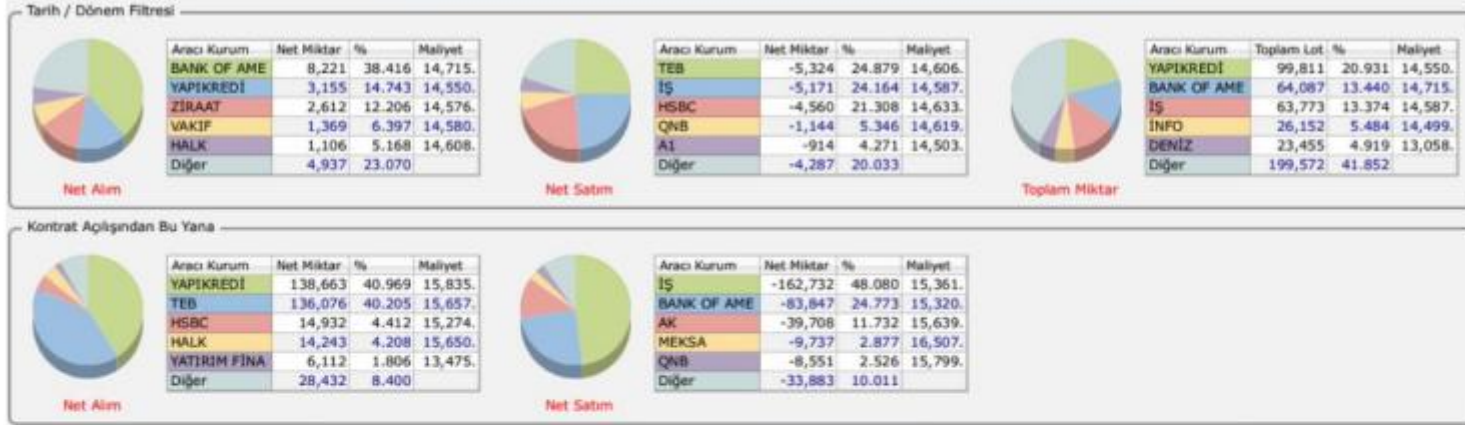 Tarih / Dönem Filtresi
Aracı Kurum Net Miktar % Maliyet
BANK OF AME 8,221 38.416 14,715.
YAPIKREDİ 3,155 14.743 14,550.
ZİRAAT 2,612 12.206 14,576.
VAKIF 1,369 6.397 14,580.
HALK 1,106 5.168 14,608.
Diğer 4,937 23.070
Net Alım
Aracı Kurum Net Miktar % Maliyet
TEB -5,324 24.879 14,606.
İŞ -5,171 24.164 14,587.
HSBC -4,560 21.308 14,633.
QNB -1,144 5.346 14,619.
A1 -914 4.271 14,503.
Diğer -4,287 20.033
Net Satım
Aracı Kurum Toplam Lot % Maliyet
YAPIKREDİ 99,811 20.931 14,550.
BANK OF AME 64,087 13.440 14,715.
İŞ 63,773 13.374 14,587.
İNFO 26,152 5.484 14,499.
DENİZ 23,455 4.919 13,058.
Diğer 199,572 41.852
Toplam Miktar
Kontrat Açılışından Bu Yana
Aracı Kurum Net Miktar % Maliyet
YAPIKREDİ 138,663 40.969 15,835.
TEB 136,076 40.205 15,657.
HSBC 14,932 4.412 15,274.
HALK 14,243 4.208 15,650.
YATIRIM FİNA 6,112 1.806 13,475.
Diğer 28,432 8.400
Net Alım
Aracı Kurum Net Miktar % Maliyet
İŞ -162,732 48.080 15,361.
BANK OF AME -83,847 24.773 15,320.
AK -39,708 11.732 15,639.
MEKSA -9,737 2.877 16,507.
QNB -8,551 2.526 15,799.
Diğer -33,883 10.011
Net Satım